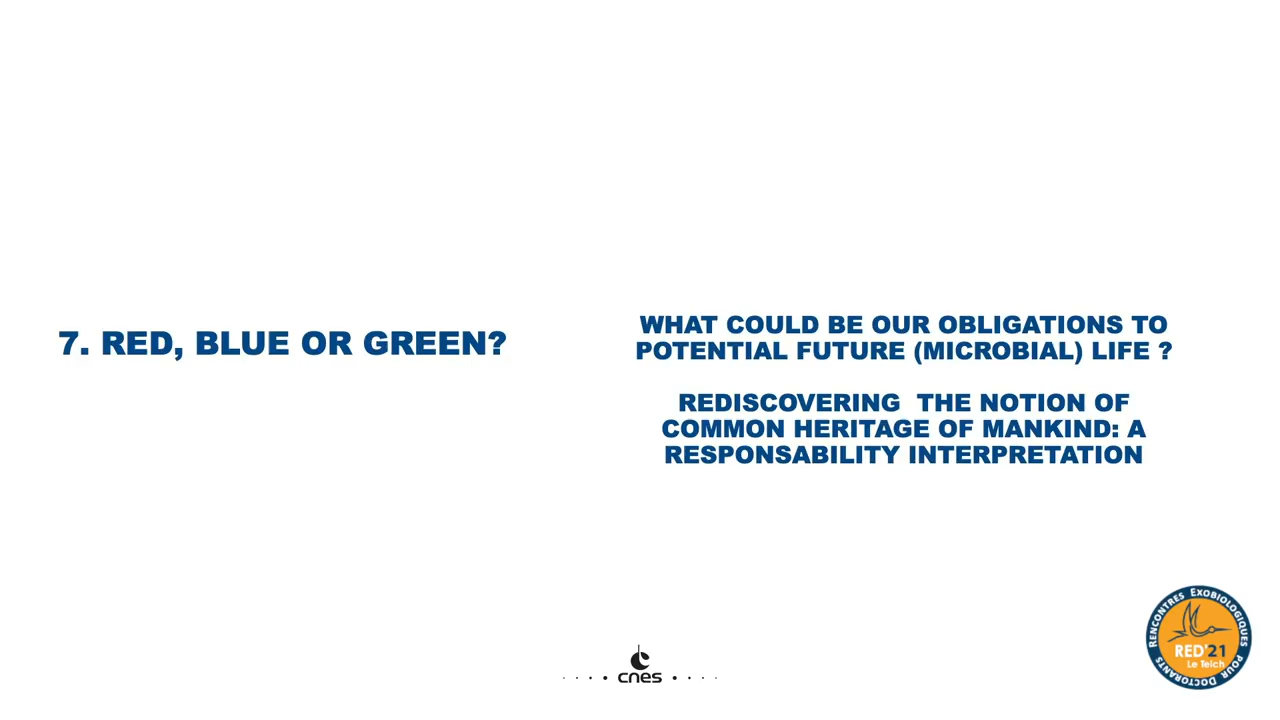 7. RED, BLUE OR GREEN?
WHAT COULD BE OUR OBLIGATIONS TO
POTENTIAL FUTURE (MICROBIAL) LIFE ?
REDISCOVERING  THE NOTION OF
COMMON HERITAGE OF MANKIND: A
RESPONSABILITY INTERPRETATION
cnes
RENCONTRES EXOBIOLOGIQUES
POUR DOCTORANTS
RED'21
Le Teich